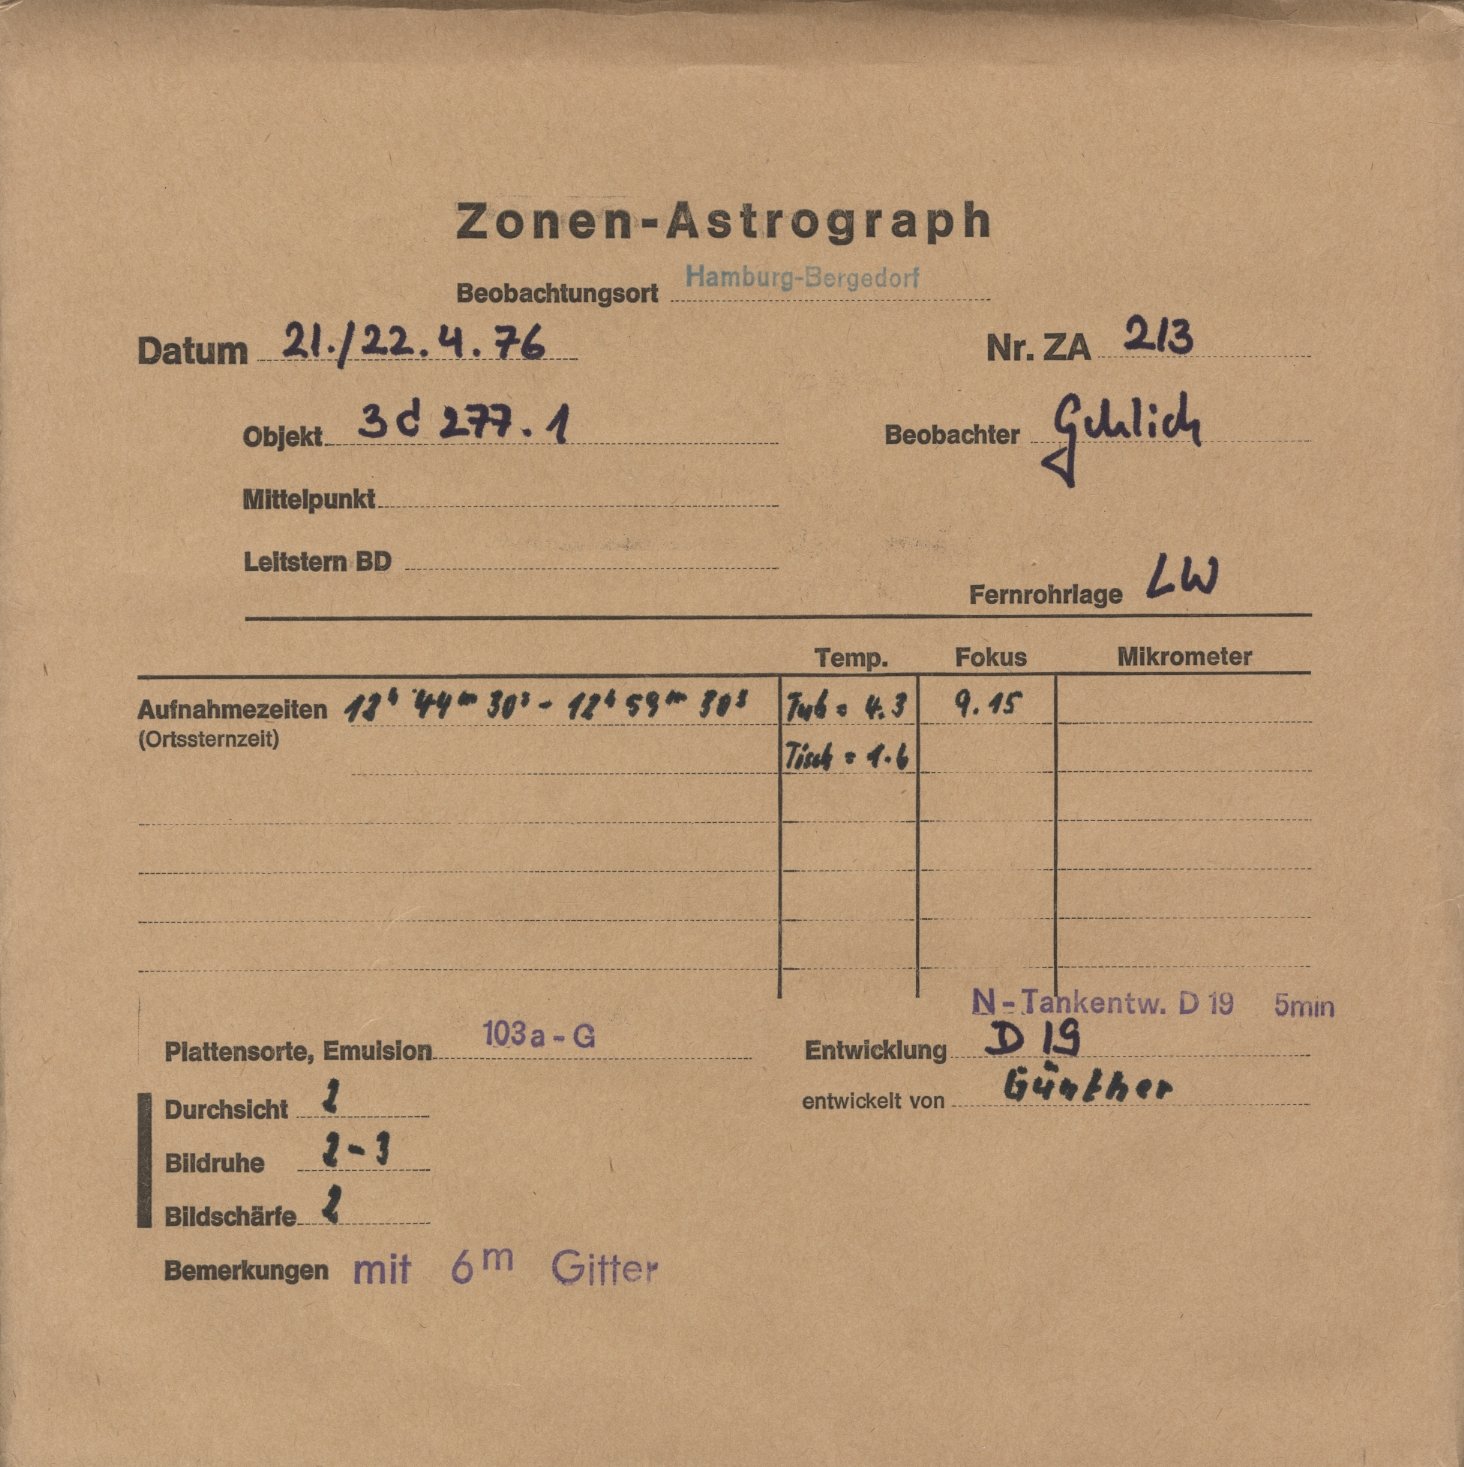 Zonen-Astrograph
Beobachtungsort Hamburg-Bergedorf
Datum 21./22.4.76 Nr. ZA 213
Objekt 3c 277.1 Beobachter Gehlich
Mittelpunkt
Leitstern BD
Fernrohrlage LW
Temp. Fokus Mikrometer
Aufnahmezeiten 12h 44m 30s - 12h 59m 30s Tub = 4.3 9.15
(Ortssternzeit)
Tisch = 1.6
N-Tankentw. D 19 5min
Plattensorte, Emulsion 103a-G Entwicklung D 19
Durchsicht 2 entwickelt von Günther
Bildruhe 2-3
Bildschärfe 2
Bemerkungen mit 6m Gitter